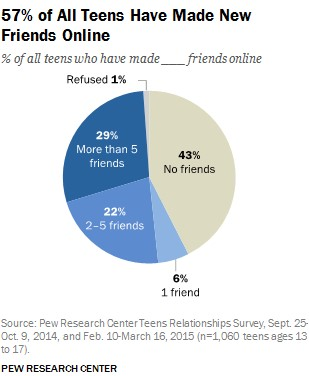 57% of All Teens Have Made New
Friends Online
% of all teens who have made ___ friends online
Refused 1%
29%
More than 5
friends
43%
No friends
22%
2–5 friends
6%
1 friend
Source: Pew Research Center Teens Relationships Survey, Sept. 25-
Oct. 9, 2014, and Feb. 10-March 16, 2015 (n=1,060 teens ages 13
to 17).
PEW RESEARCH CENTER